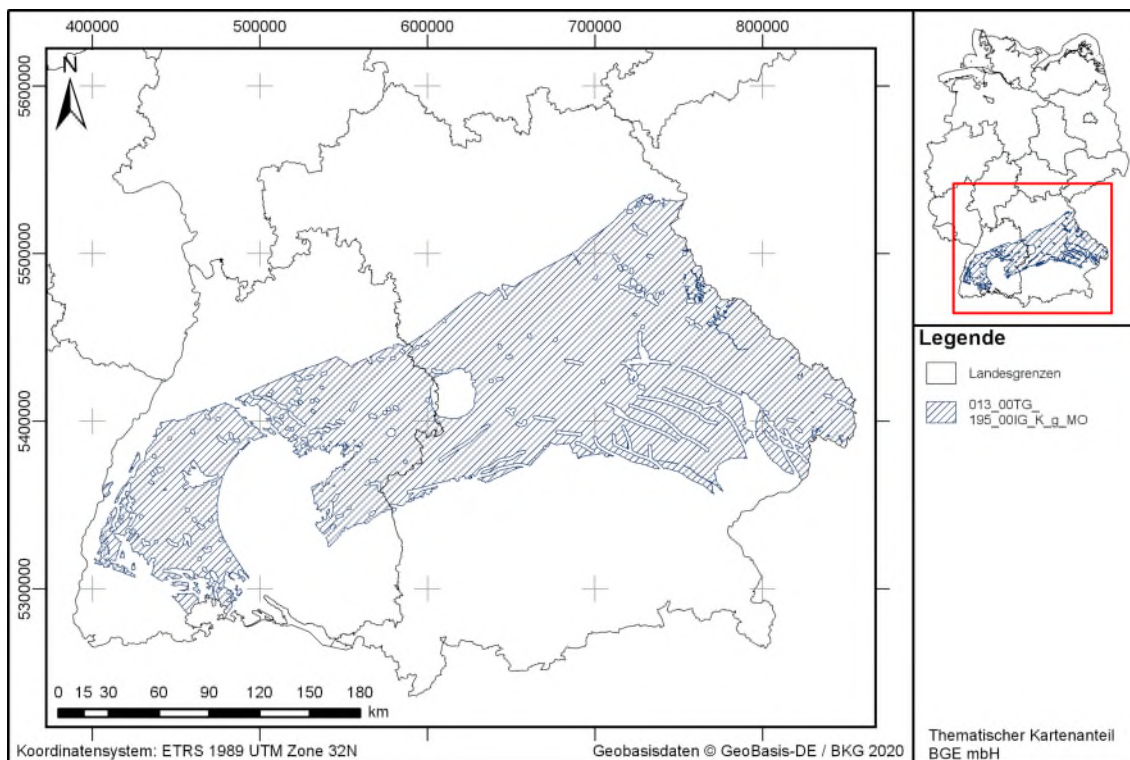 400000
500000
600000
700000
800000
N
5600000
5500000
5400000
5300000
0 15 30 60 90 120 150 180
km
Koordinatensystem: ETRS 1989 UTM Zone 32N
Geobasisdaten © GeoBasis-DE / BKG 2020
Legende
Landesgrenzen
013_00TG_
195_00IG_K_g_MO
Thematischer Kartenanteil
BGE mbH